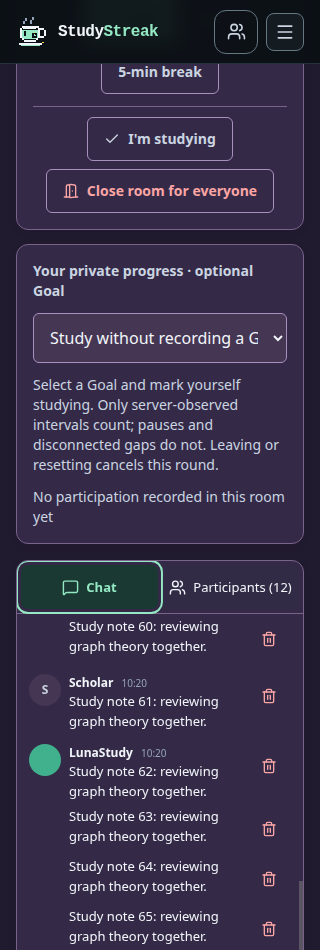 StudyStreak
5-min break
I'm studying
Close room for everyone
Your private progress · optional
Goal
Study without recording a G
Select a Goal and mark yourself
studying. Only server-observed
intervals count; pauses and
disconnected gaps do not. Leaving or
resetting cancels this round.
No participation recorded in this room
yet
Chat
Participants (12)
Study note 60: reviewing
graph theory together.
S
Scholar 10:20
Study note 61: reviewing
graph theory together.
LunaStudy 10:20
Study note 62: reviewing
graph theory together.
Study note 63: reviewing
graph theory together.
Study note 64: reviewing
graph theory together.
Study note 65: reviewing
graph theory together.